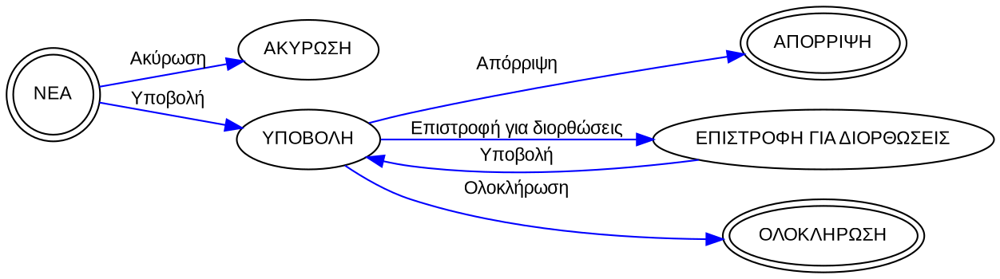 ΝΕΑ
Ακύρωση
Υποβολή
ΑΚΥΡΩΣΗ
ΥΠΟΒΟΛΗ
Απόρριψη
Επιστροφή για διορθώσεις
Υποβολή
Ολοκλήρωση
ΑΠΟΡΡΙΨΗ
ΕΠΙΣΤΡΟΦΗ ΓΙΑ ΔΙΟΡΘΩΣΕΙΣ
ΟΛΟΚΛΗΡΩΣΗ